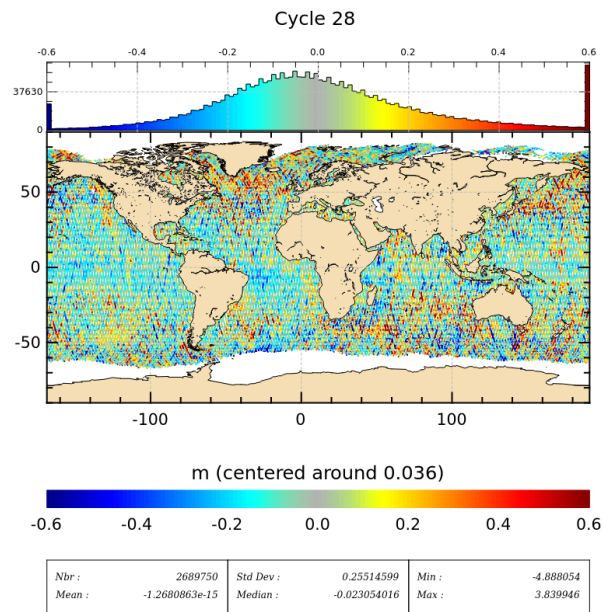 Cycle 28
-0.6 -0.4 -0.2 0.0 0.2 0.4 0.6
37630
0
50
0
-50
-100 0 100
m (centered around 0.036)
-0.6 -0.4 -0.2 0.0 0.2 0.4 0.6
Nbr : 2689750 Std Dev : 0.25514599 Min : -4.888054
Mean : -1.2680863e-15 Median : -0.023054016 Max : 3.839946